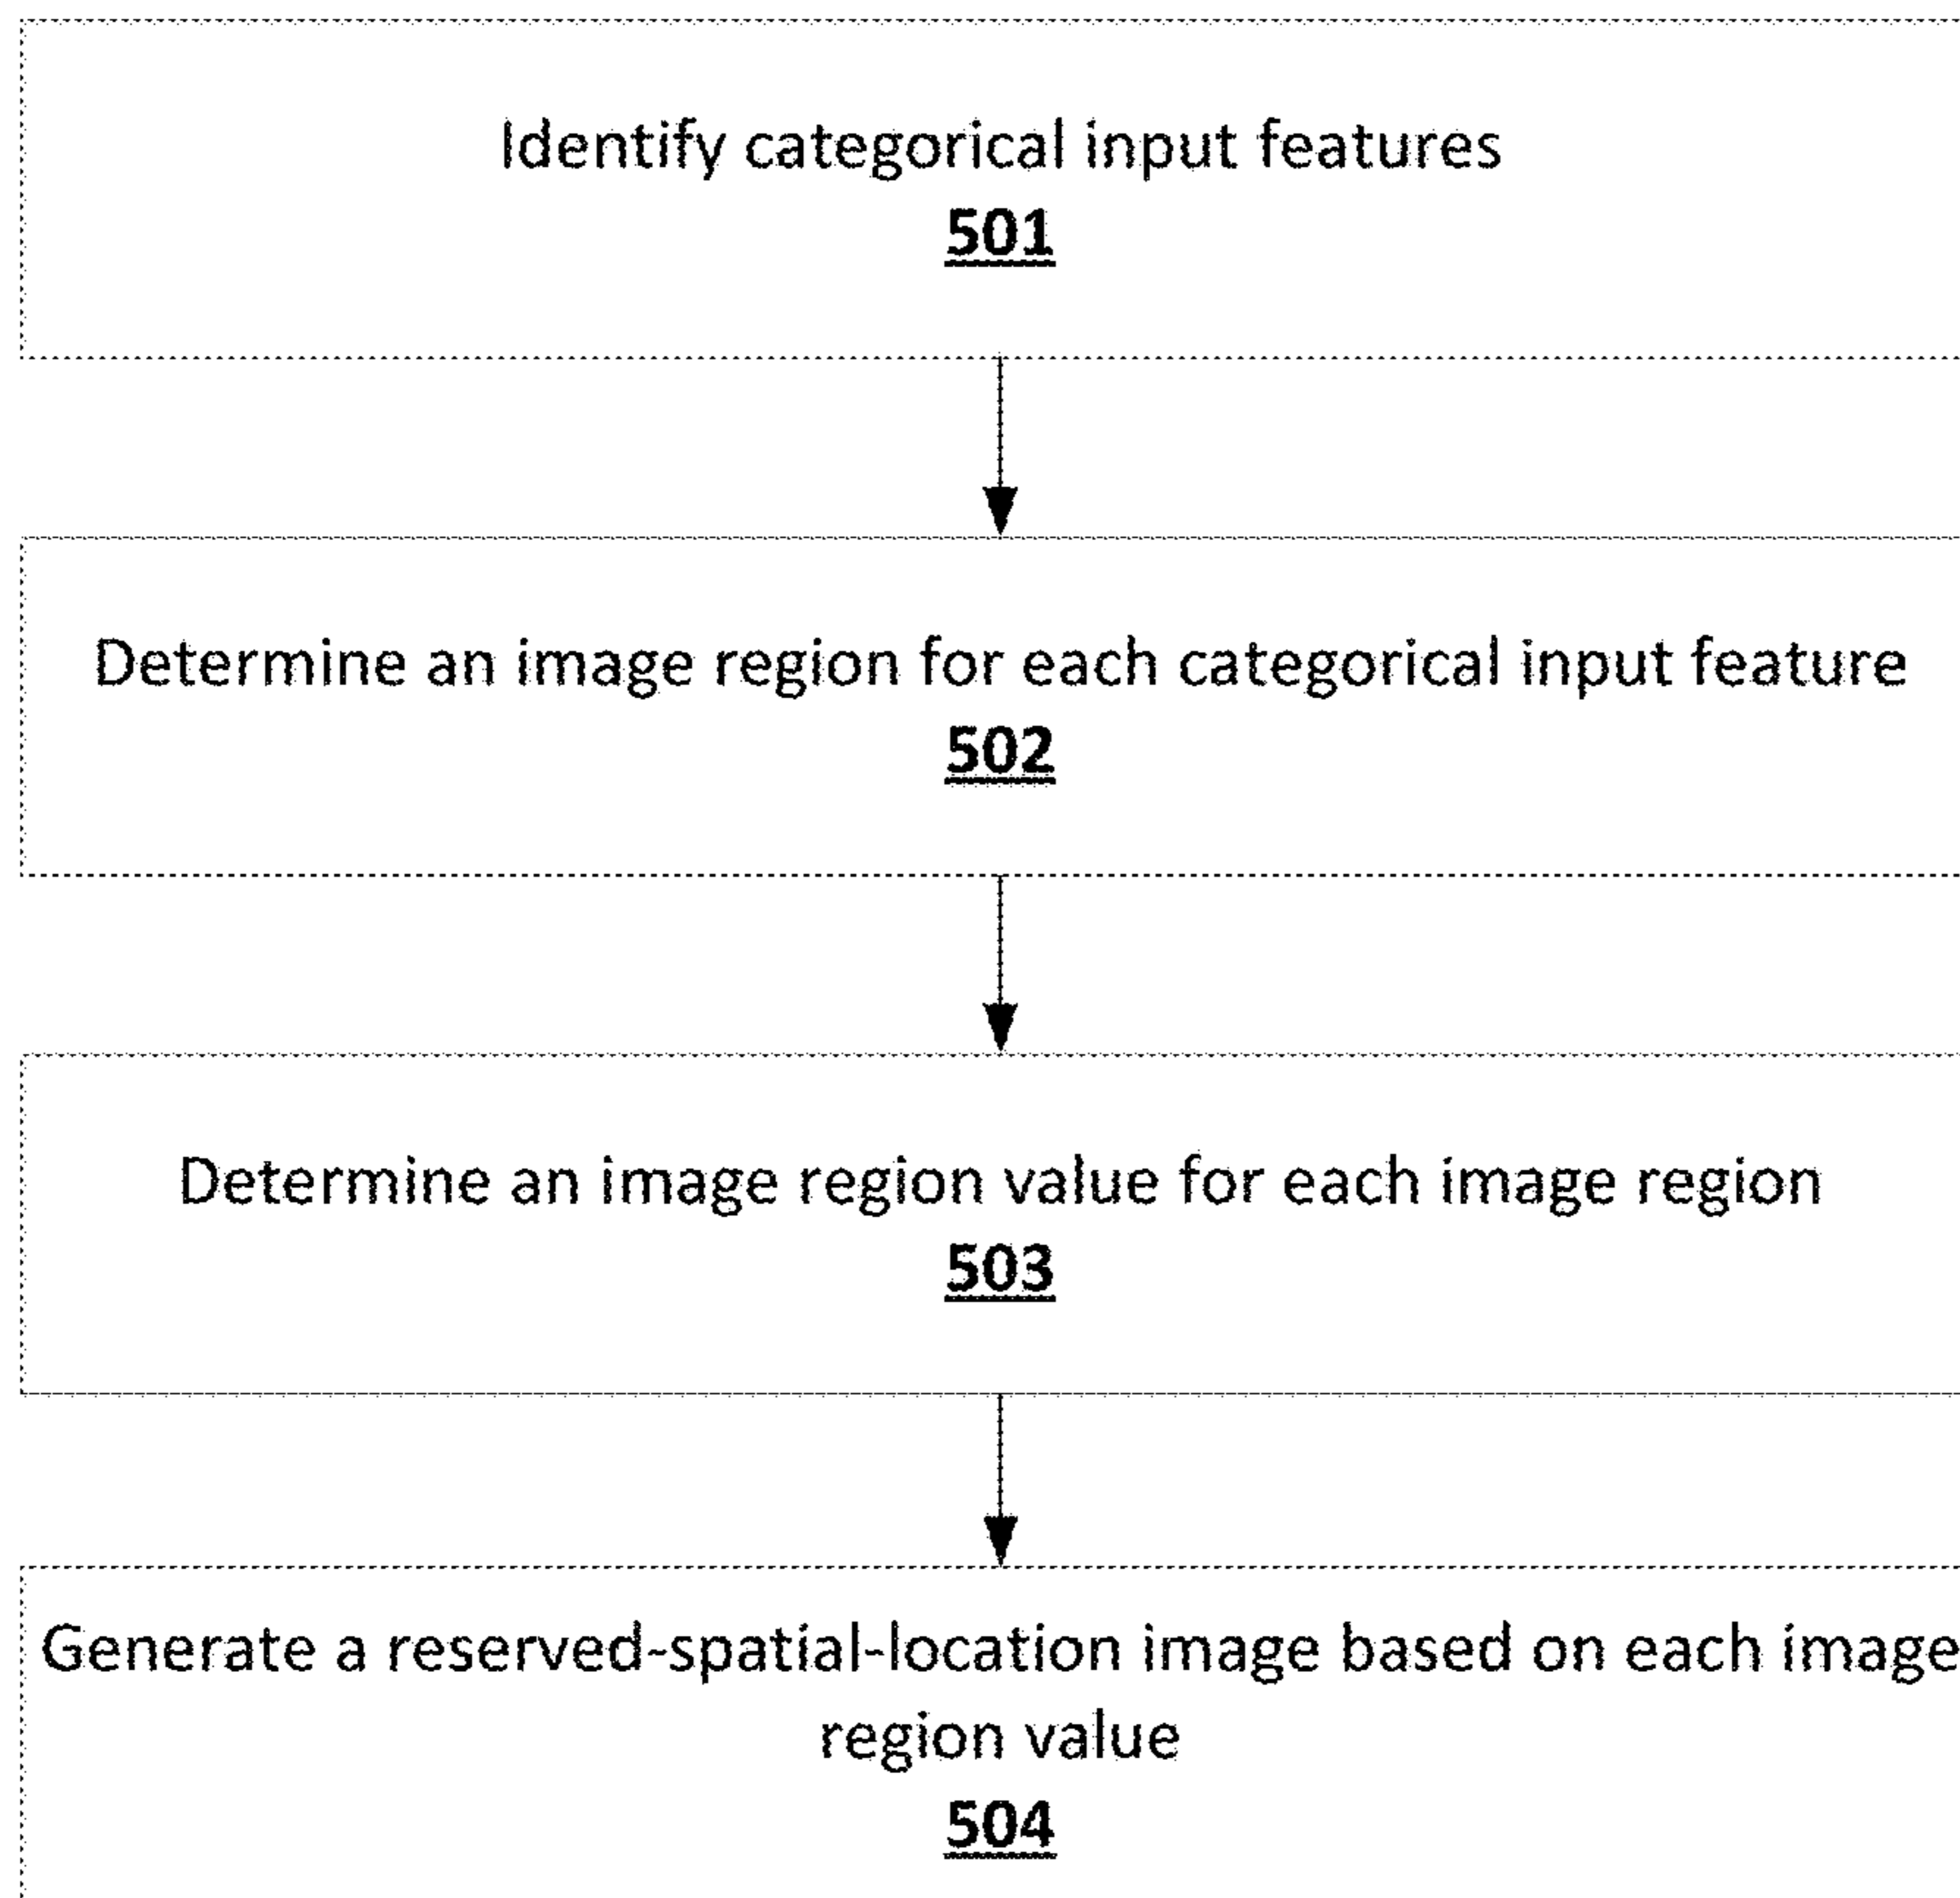 Identify categorical input features
501
Determine an image region for each categorical input feature
502
Determine an image region value for each image region
503
Generate a reserved-spatial-location image based on each image
region value
504